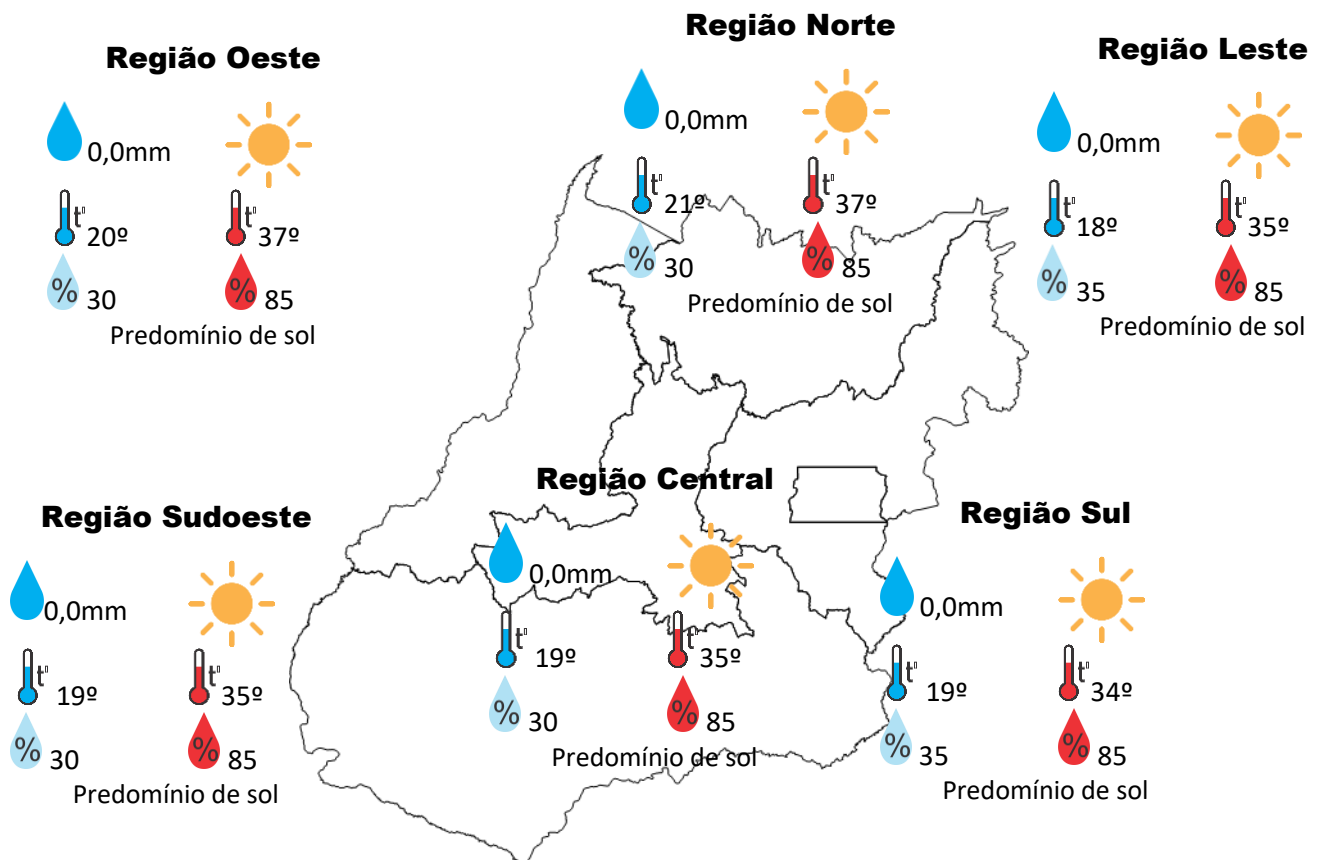 Região Oeste
0,0mm
t°
20º
t°
37º
% 30
% 85
Predomínio de sol
Região Norte
0,0mm
t°
21º
t°
37º
% 30
% 85
Predomínio de sol
Região Leste
0,0mm
t°
18º
t°
35º
% 35
% 85
Predomínio de sol
Região Sudoeste
0,0mm
t°
19º
t°
35º
% 30
% 85
Predomínio de sol
Região Central
0,0mm
t°
19º
t°
35º
% 30
% 85
Predomínio de sol
Região Sul
0,0mm
t°
19º
t°
34º
% 35
% 85
Predomínio de sol